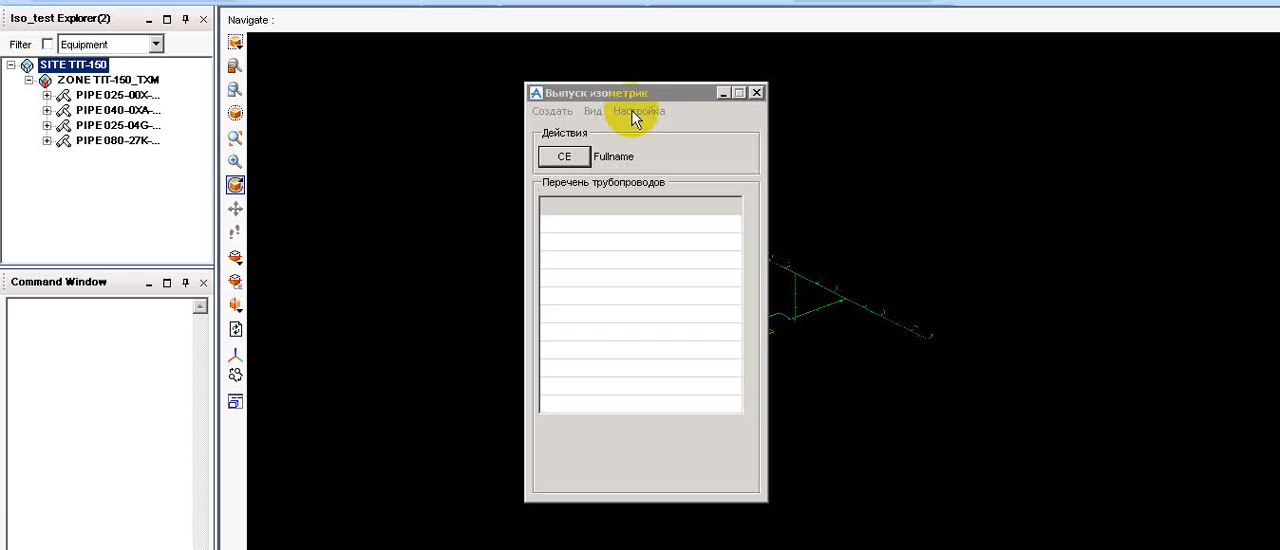 Iso_test Explorer(2)
Filter
Equipment
SITE TIT-150
ZONE TIT-150_TXM
PIPE 025-00X-...
PIPE 040-0XA-...
PIPE 025-04G-...
PIPE 080-27K-...
Command Window
Navigate :
Выпуск изометрик
Создать Вид Настройка
Действия
CE Fullname
Перечень трубопроводов